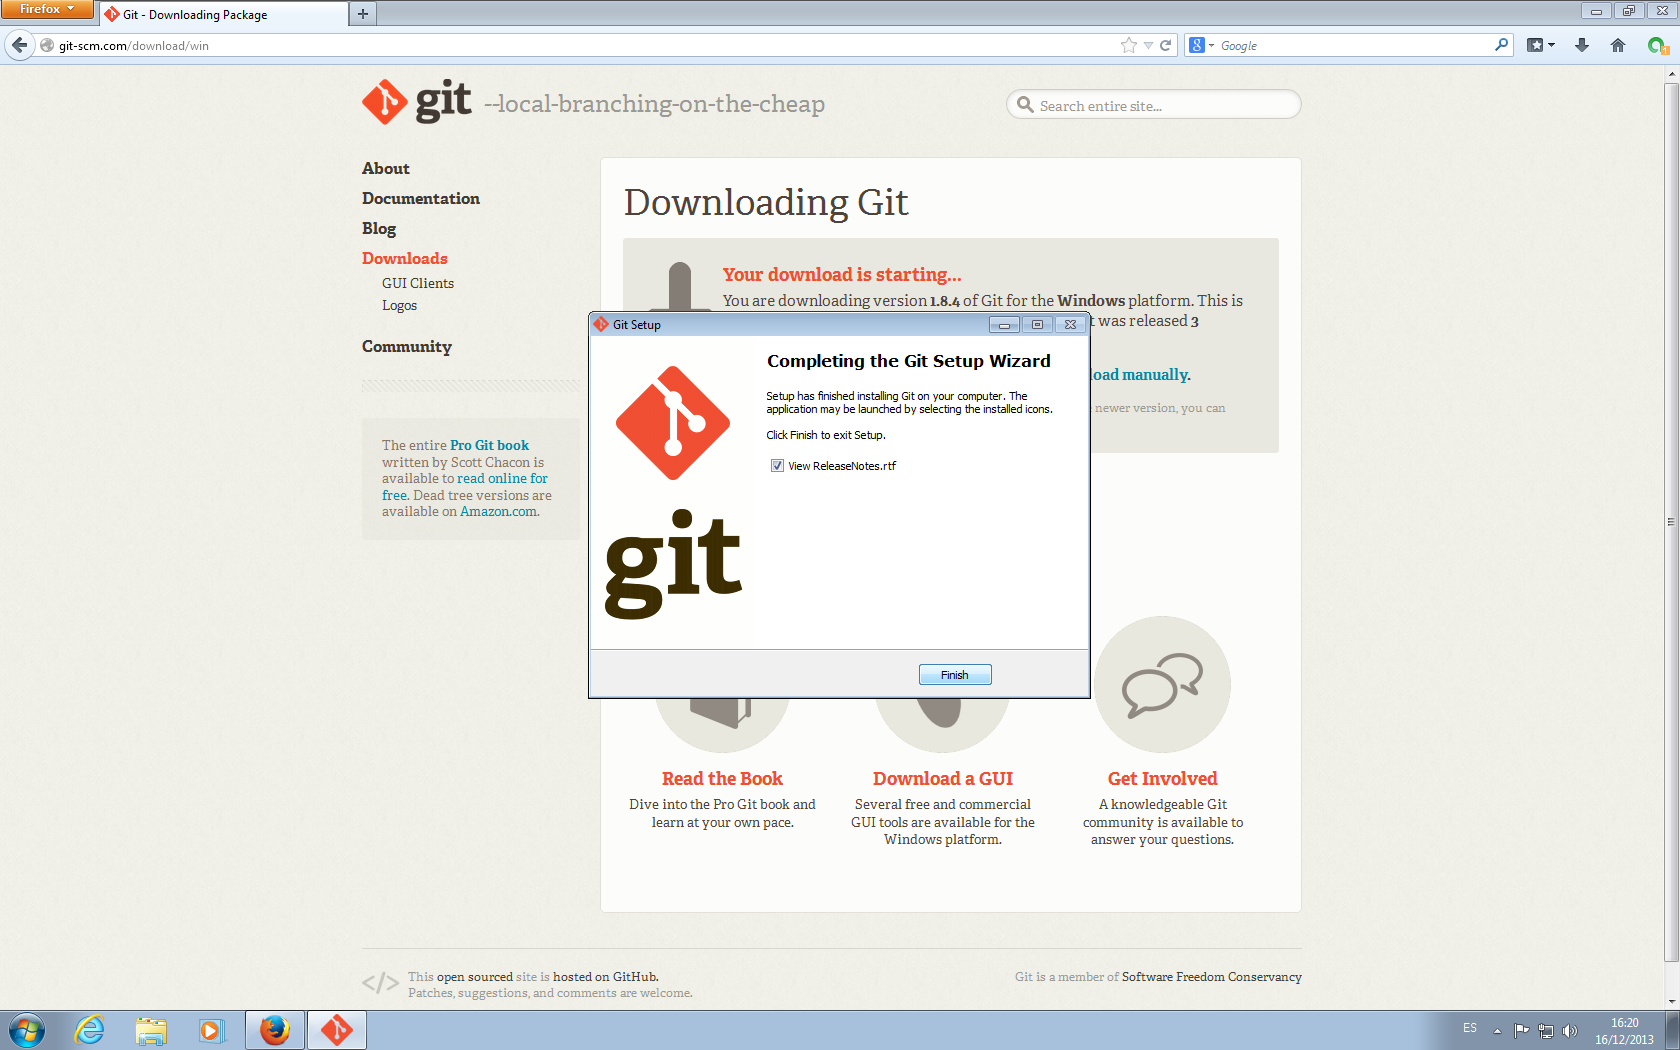 Firefox
Git - Downloading Package
git-scm.com/download/win
Google
git --local-branching-on-the-cheap
Search entire site...
About
Documentation
Blog
Downloads
GUI Clients
Logos
Community
The entire Pro Git book
written by Scott Chacon is
available to read online for
free. Dead tree versions are
available on Amazon.com.
Downloading Git
Your download is starting...
You are downloading version 1.8.4 of Git for the Windows platform. This is
t was released 3
load manually.
newer version, you can
Git Setup
Completing the Git Setup Wizard
Setup has finished installing Git on your computer. The
application may be launched by selecting the installed icons.
Click Finish to exit Setup.
View ReleaseNotes.rtf
git
Finish
Read the Book
Dive into the Pro Git book and
learn at your own pace.
Download a GUI
Several free and commercial
GUI tools are available for the
Windows platform.
Get Involved
A knowledgeable Git
community is available to
answer your questions.
This open sourced site is hosted on GitHub.
Patches, suggestions, and comments are welcome.
Git is a member of Software Freedom Conservancy
ES
16:20
16/12/2013